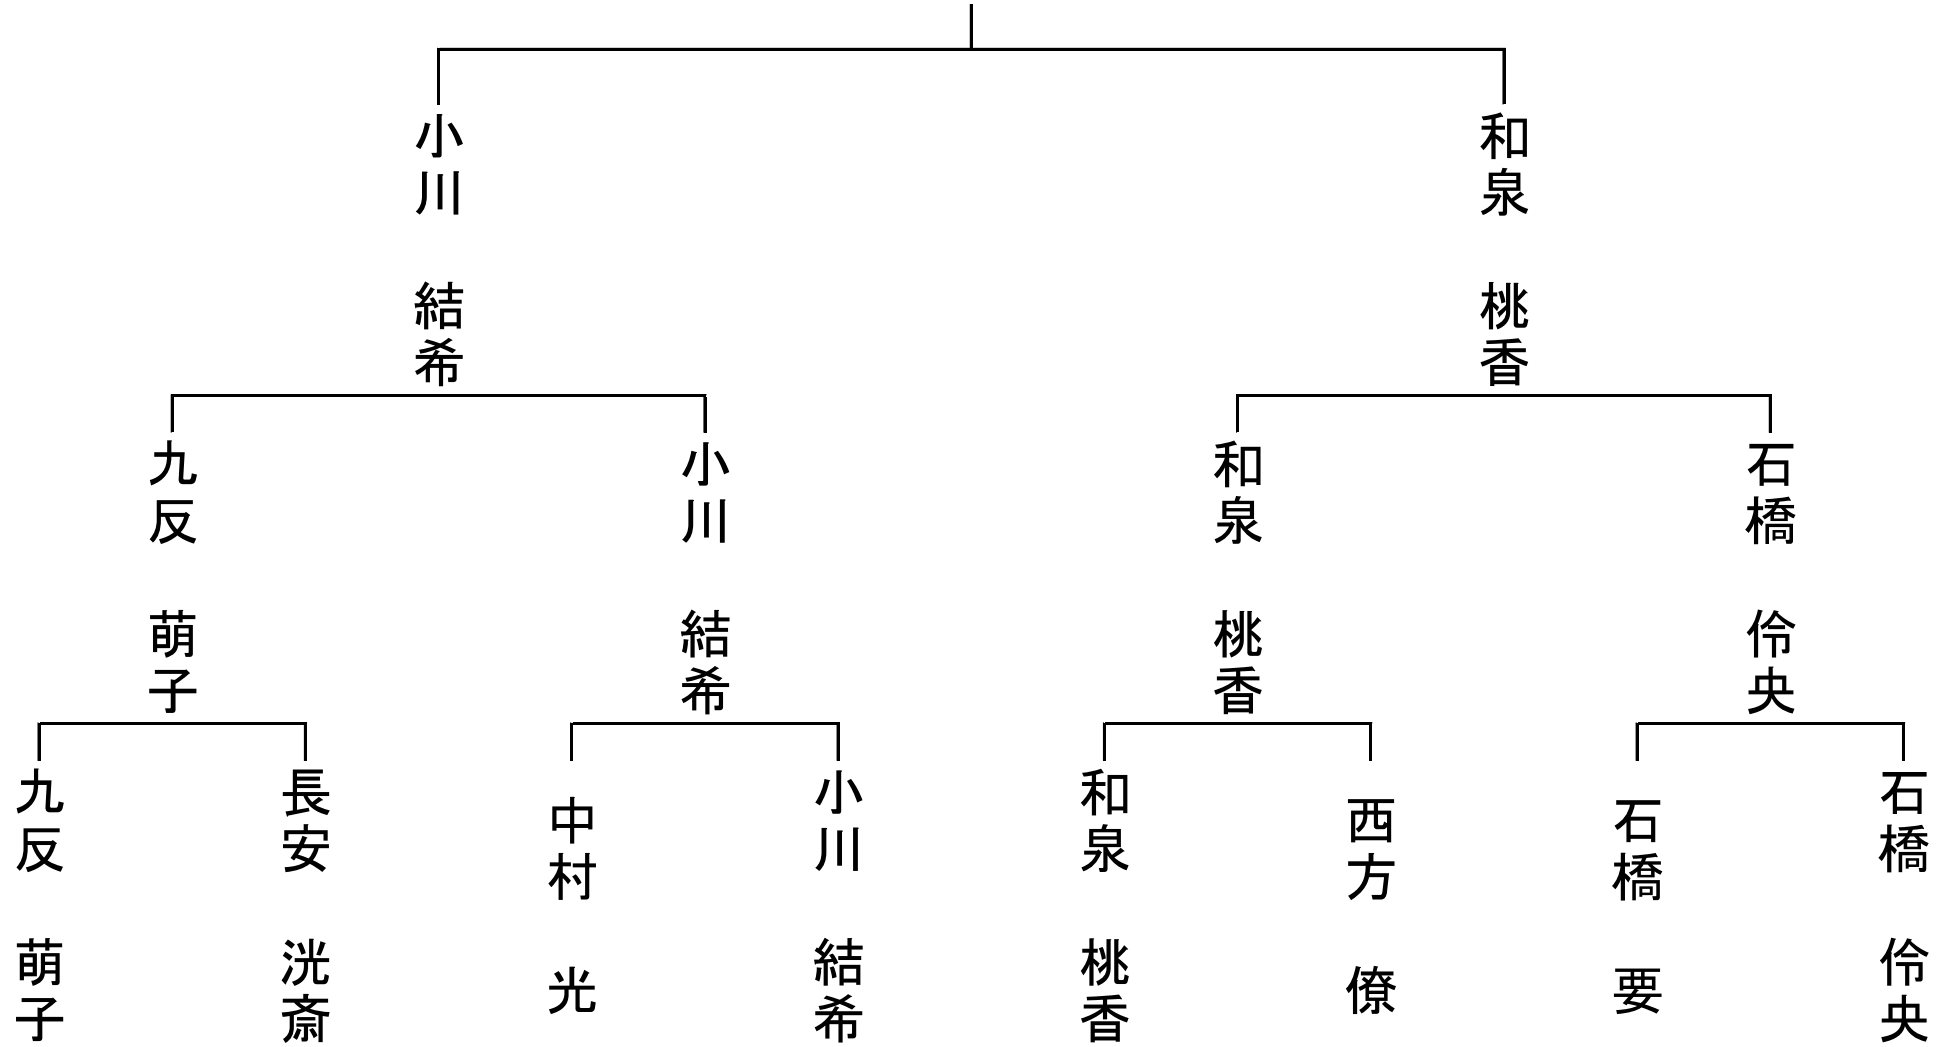 小川 結希
和泉 桃香
九反 萌子
小川 結希
和泉 桃香
石橋 伶央
九反 萌子
長安 洸斎
中村 光
小川 結希
和泉 桃香
西方 僚
石橋 要
石橋 伶央